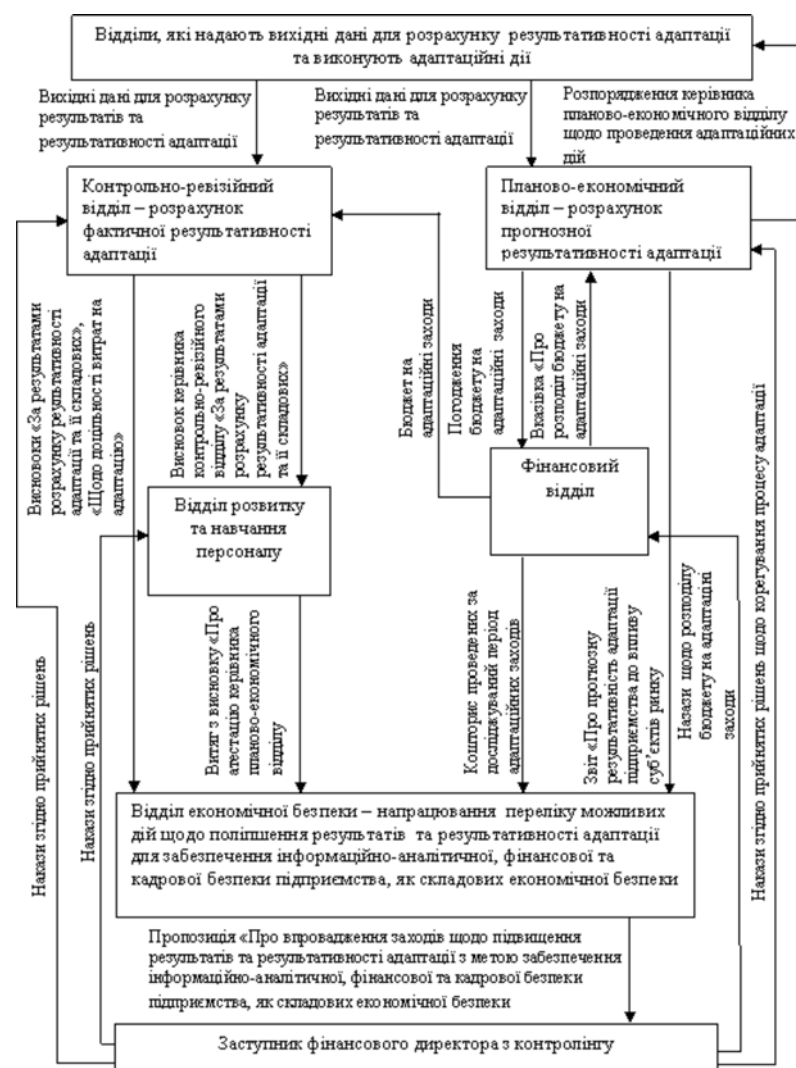 Відділи, які надають вихідні дані для розрахунку результативності адаптації
та виконують адаптаційні дії
Вихідні дані для розрахунку
результатів та
результативності адаптації
Вихідні дані для розрахунку
результатів та
результативності адаптації
Розпорядження керівника
планово-економічного відділу
щодо проведення адаптаційних
дій
Контрольно-ревізійний
відділ – розрахунок
фактичної результативності
адаптації
Планово-економічний
відділ – розрахунок
прогнозної
результативності адаптації
Висновоки «За результатами
розрахунку реультативності
адаптації та її складових»,
«Щодо доцільності витрат на
адаптацію»
Висновок керівника
контрольно-ревізійного
відділу «За результатами
розрахунку
результативності адаптації
та її складових»
Бюджет на
адаптаційні заходи
Погодження
бюджету на
адаптаційні заходи
Вказівка «Про
розподіл бюджету на
адаптаційні заходи
Фінансовий
відділ
Відділ розвитку
та навчання
персоналу
Накази згідно прийнятих рішень
Накази згідно прийнятих рішень
Витяг з висновку «Про
атестацію керівника
планово-економічного
відділу
Кошторис проведених за
досліджуваний період
адаптаційних заходів
Звіт «Про прогнозну
результативність адаптації
підприємства до впливу
суб’єктів ринку
Назази щодо розподілу
бюджету на адаптаціні
заходи
Накази згідно прийнятих рішень щодо корегування процесу адаптації
Відділ економічної безпеки – напрацювання переліку можливих
дій щодо поліпшення результатів та результативності адаптації
для забезпечення інформаційно-аналітичної, фінансової та
кадрової безпеки підприємства, як складових економічної безпеки
Пропозиція «Про впровадження заходів щодо підвищення
результатів та результативності адаптації з метою забезпечення
інформаційно-аналітичної, фінансової та кадрової безпеки
підприємства, як складових економічної безпеки
Заступник фінансового директора з контролінгу